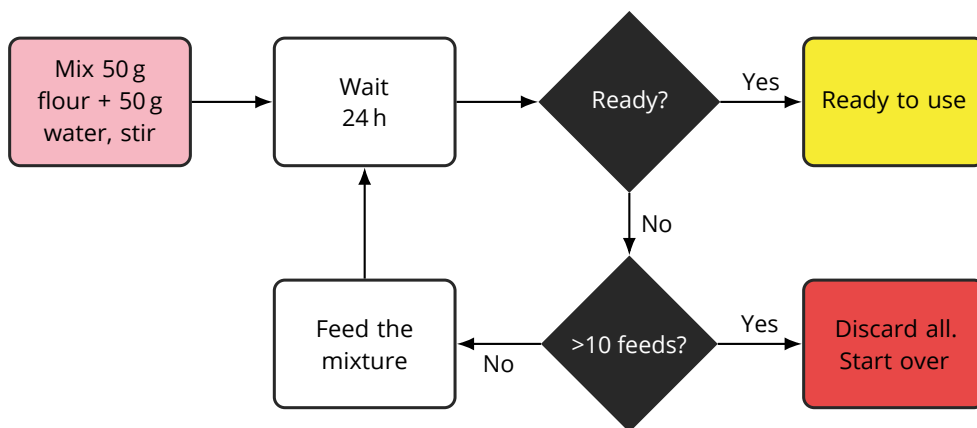 Mix 50 g
flour + 50 g
water, stir
Wait
24 h
Ready?
Yes
Ready to use
No
Feed the
mixture
No
>10 feeds?
Yes
Discard all.
Start over